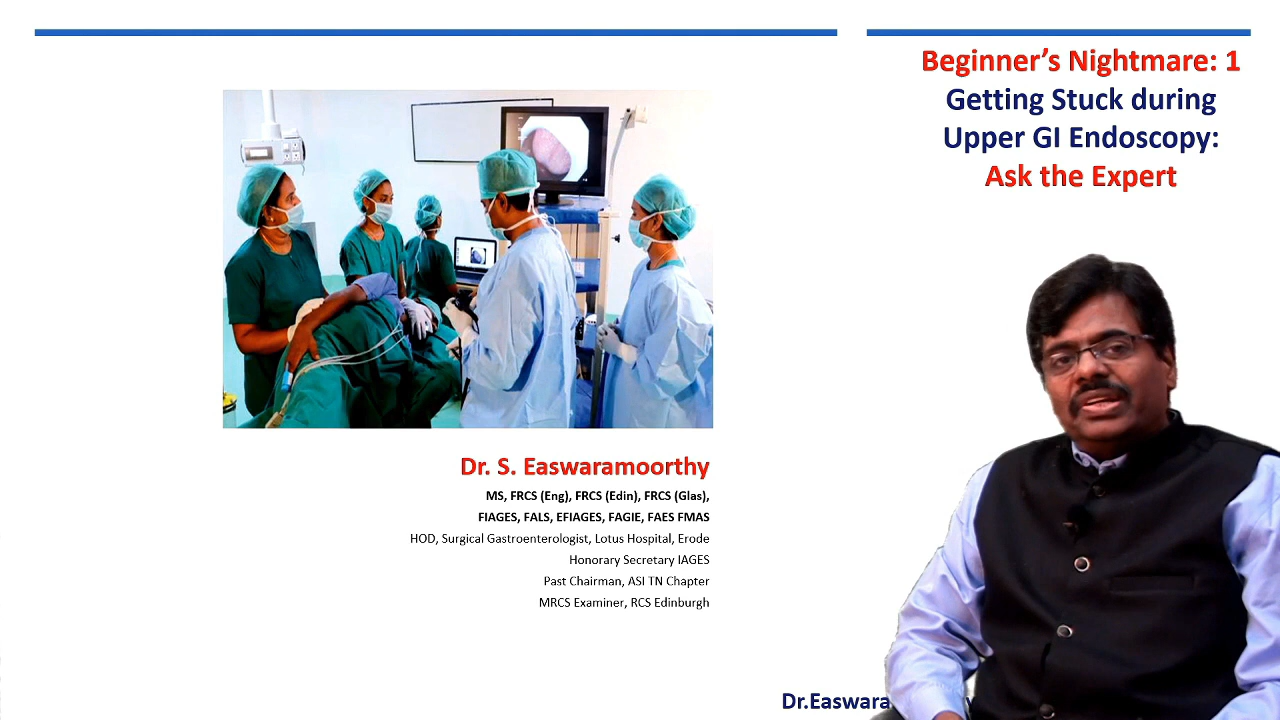 Beginner’s Nightmare: 1
Getting Stuck during
Upper GI Endoscopy:
Ask the Expert
Dr. S. Easwaramoorthy
MS, FRCS (Eng), FRCS (Edin), FRCS (Glas),
FIAGES, FALS, EFIAGES, FAGIE, FAES FMAS
HOD, Surgical Gastroenterologist, Lotus Hospital, Erode
Honorary Secretary IAGES
Past Chairman, ASI TN Chapter
MRCS Examiner, RCS Edinburgh